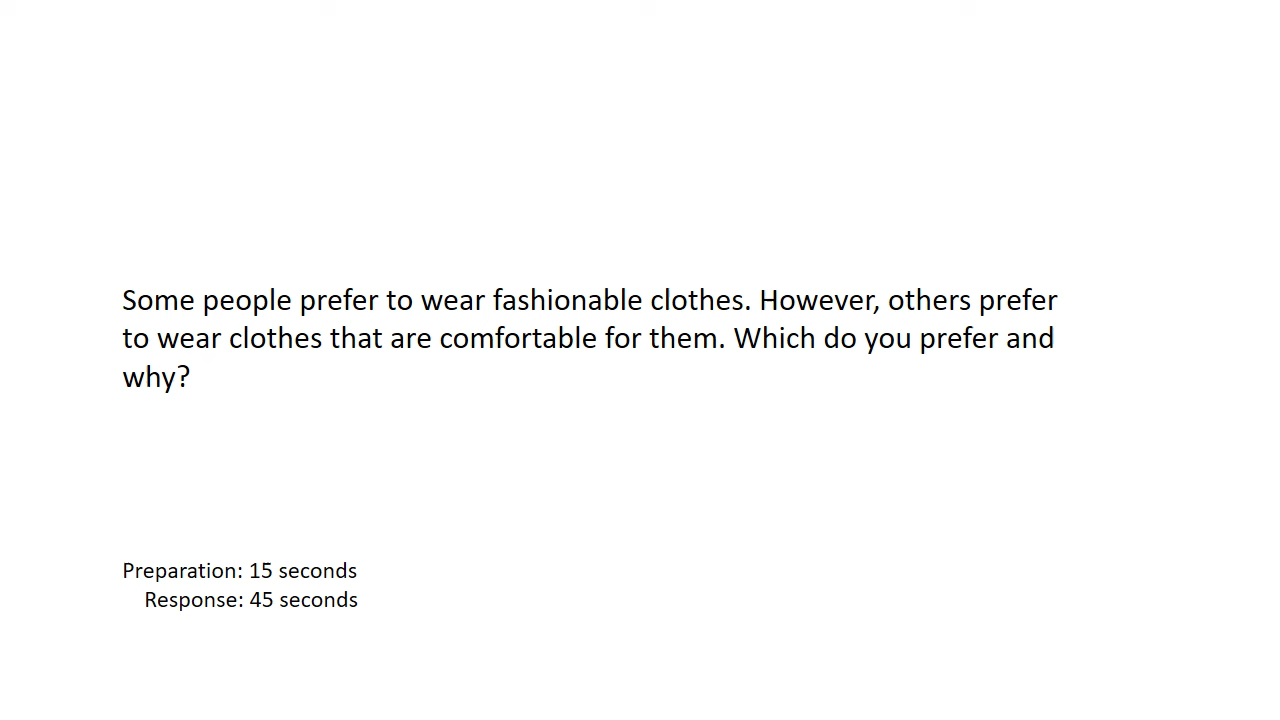 Some people prefer to wear fashionable clothes. However, others prefer
to wear clothes that are comfortable for them. Which do you prefer and
why?
Preparation: 15 seconds
Response: 45 seconds